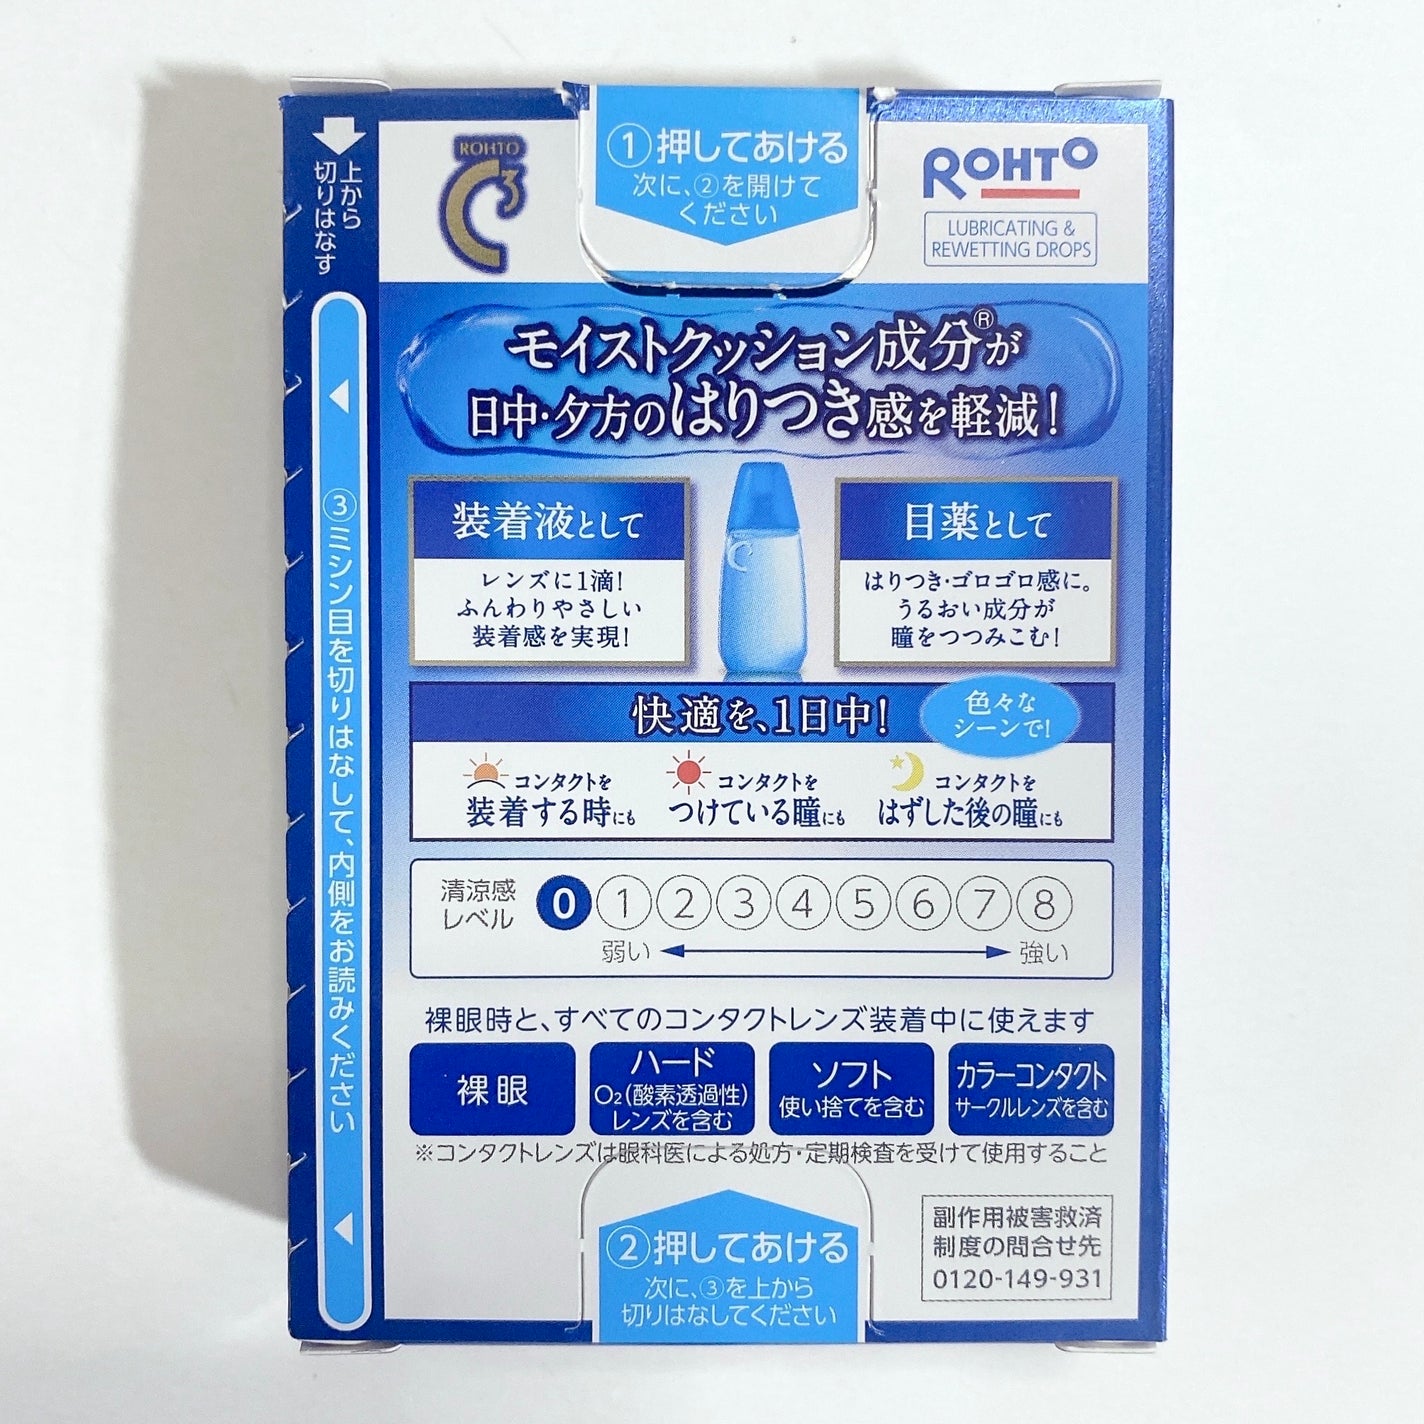 上から
切りはなす
③ミシン目を切りはなして、内側をお読みください
ROHTO
C3
①押してあける
次に、②を開けて
ください
ROHTO
LUBRICATING &
REWETTING DROPS
モイストクッション成分®が
日中・夕方のはりつき感を軽減!
装着液として
レンズに1滴!
ふんわりやさしい
装着感を実現!
目薬として
はりつき・ゴロゴロ感に。
うるおい成分が
瞳をつつみこむ!
快適を、1日中!
色々な
シーンで!
コンタクトを
装着する時にも
コンタクトを
つけている瞳にも
コンタクトを
はずした後の瞳にも
清涼感
レベル
0 1 2 3 4 5 6 7 8
弱い 強い
裸眼時と、すべてのコンタクトレンズ装着中に使えます
裸眼
ハード
O₂(酸素透過性)
レンズを含む
ソフト
使い捨てを含む
カラーコンタクト
サークルレンズを含む
※コンタクトレンズは眼科医による処方・定期検査を受けて使用すること
②押してあける
次に、③を上から
切りはなしてください
副作用被害救済
制度の問合せ先
0120-149-931